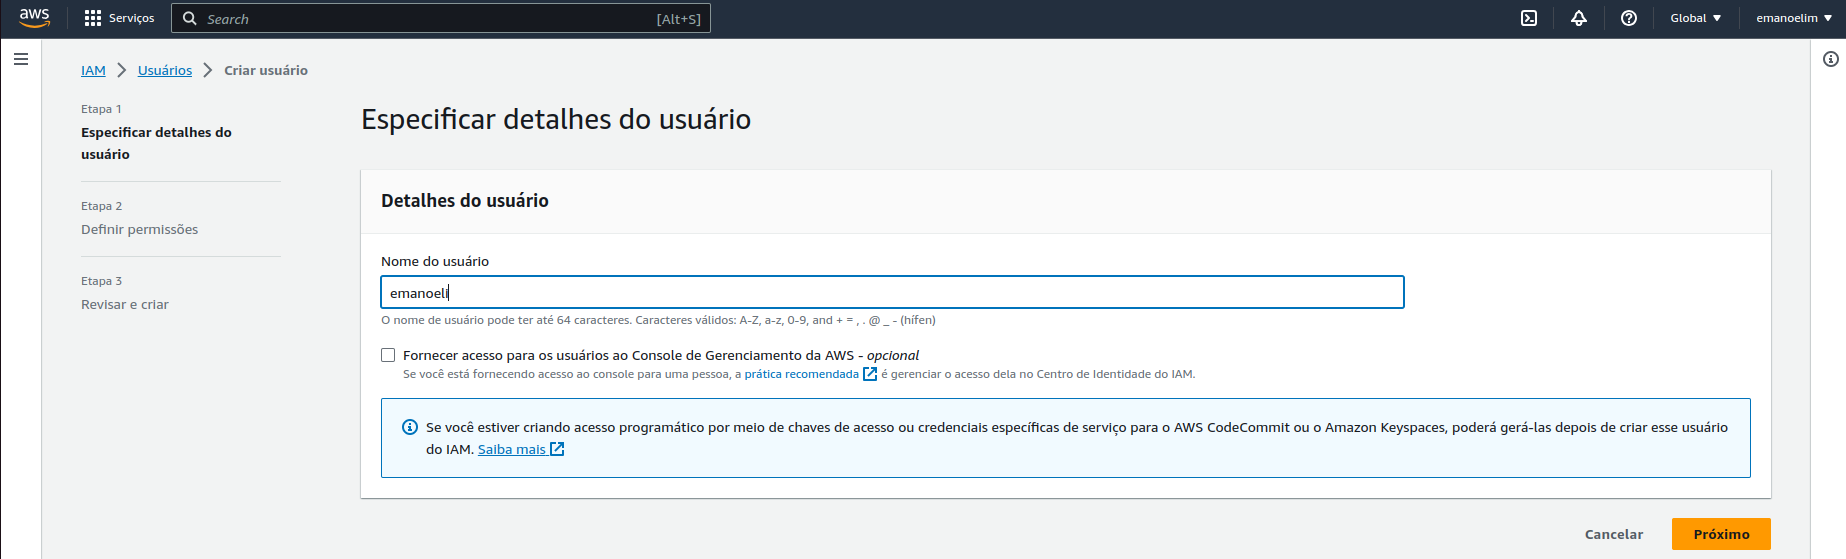 aws
Serviços
Search
[Alt+S]
Global
emanoelim
IAM
Usuários
Criar usuário
Etapa 1
Especificar detalhes do
usuário
Etapa 2
Definir permissões
Etapa 3
Revisar e criar
Especificar detalhes do usuário
Detalhes do usuário
Nome do usuário
emanoeli
O nome de usuário pode ter até 64 caracteres. Caracteres válidos: A-Z, a-z, 0-9, and + = , . @ _ - (hífen)
Fornecer acesso para os usuários ao Console de Gerenciamento da AWS - opcional
Se você está fornecendo acesso ao console para uma pessoa, a prática recomendada é gerenciar o acesso dela no Centro de Identidade do IAM.
Se você estiver criando acesso programático por meio de chaves de acesso ou credenciais específicas de serviço para o AWS CodeCommit ou o Amazon Keyspaces, poderá gerá-las depois de criar esse usuário
do IAM. Saiba mais
Cancelar
Próximo